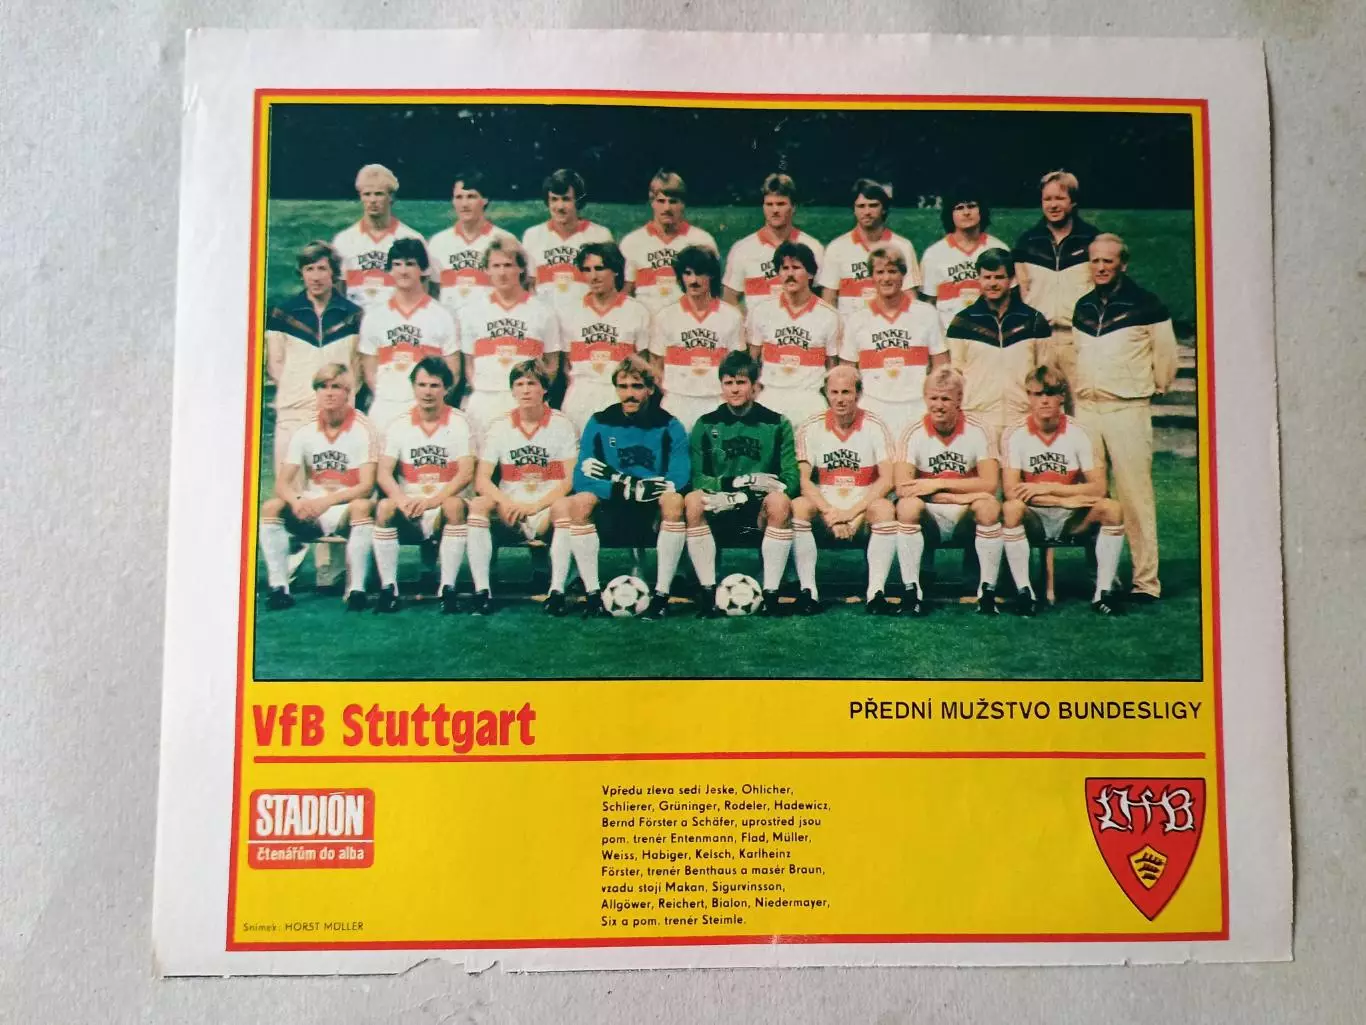 DINKEL
ACKER
VfB Stuttgart
PŘEDNÍ MUŽSTVO BUNDESLIGY
STADIÓN
čtenářům do alba
Snímek: HORST MÜLLER
Vpředu zleva sedí Jeske, Ohlicher,
Schlierer, Grüninger, Rodeler, Hadewicz,
Bernd Förster a Schäfer, uprostřed jsou
pom. trenér Entenmann, Flad, Müller,
Weiss, Habiger, Kelsch, Karlheinz
Förster, trenér Benthaus a masér Braun,
vzadu stojí Makan, Sigurvinsson,
Allgöwer, Reichert, Bialon, Niedermayer,
Six a pom. trenér Steimle.
VfB